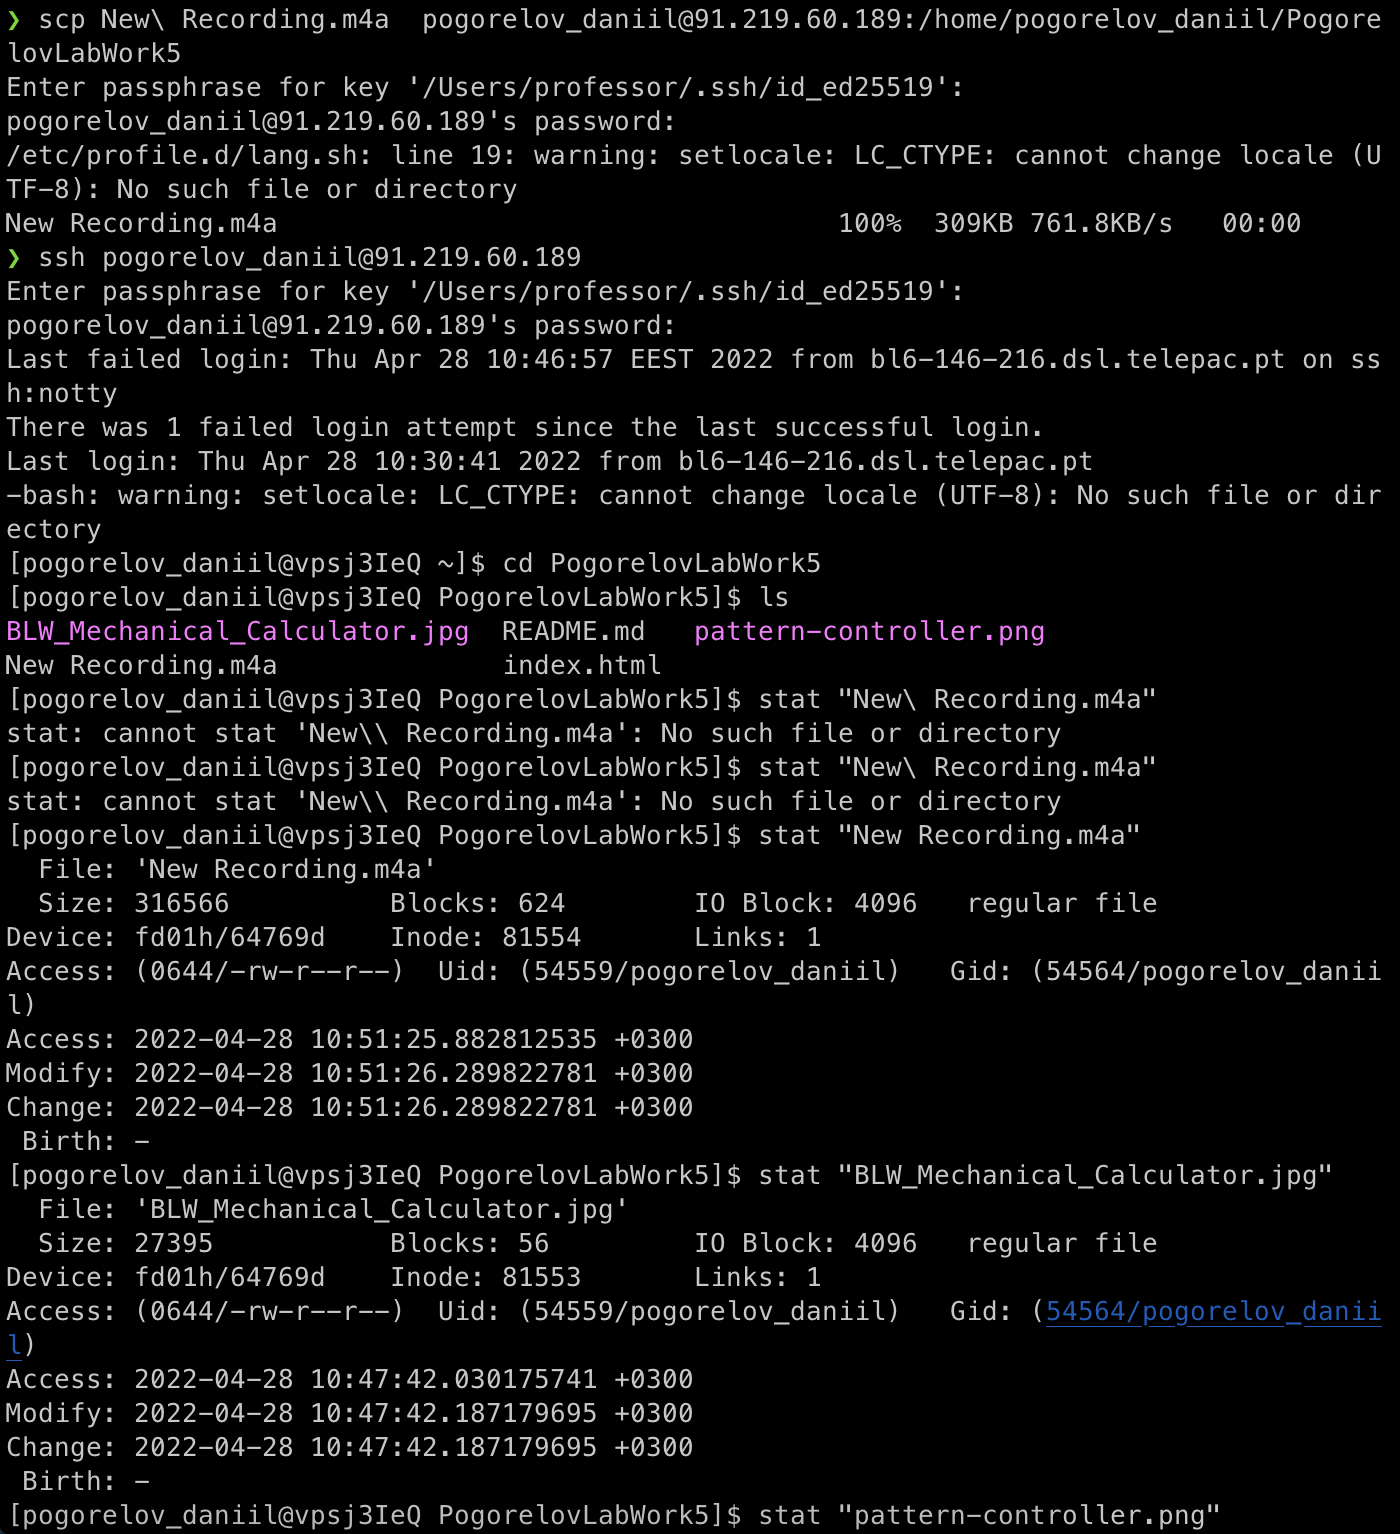 ❯ scp New\ Recording.m4a  pogorelov_daniil@91.219.60.189:/home/pogorelov_daniil/Pogore
lovLabWork5
Enter passphrase for key '/Users/professor/.ssh/id_ed25519':
pogorelov_daniil@91.219.60.189's password:
/etc/profile.d/lang.sh: line 19: warning: setlocale: LC_CTYPE: cannot change locale (U
TF-8): No such file or directory
New Recording.m4a                                   100%  309KB 761.8KB/s   00:00
❯ ssh pogorelov_daniil@91.219.60.189
Enter passphrase for key '/Users/professor/.ssh/id_ed25519':
pogorelov_daniil@91.219.60.189's password:
Last failed login: Thu Apr 28 10:46:57 EEST 2022 from bl6-146-216.dsl.telepac.pt on ss
h:notty
There was 1 failed login attempt since the last successful login.
Last login: Thu Apr 28 10:30:41 2022 from bl6-146-216.dsl.telepac.pt
-bash: warning: setlocale: LC_CTYPE: cannot change locale (UTF-8): No such file or dir
ectory
[pogorelov_daniil@vpsj3IeQ ~]$ cd PogorelovLabWork5
[pogorelov_daniil@vpsj3IeQ PogorelovLabWork5]$ ls
BLW_Mechanical_Calculator.jpg  README.md   pattern-controller.png
New Recording.m4a              index.html
[pogorelov_daniil@vpsj3IeQ PogorelovLabWork5]$ stat "New\ Recording.m4a"
stat: cannot stat 'New\\ Recording.m4a': No such file or directory
[pogorelov_daniil@vpsj3IeQ PogorelovLabWork5]$ stat "New\ Recording.m4a"
stat: cannot stat 'New\\ Recording.m4a': No such file or directory
[pogorelov_daniil@vpsj3IeQ PogorelovLabWork5]$ stat "New Recording.m4a"
  File: 'New Recording.m4a'
  Size: 316566          Blocks: 624        IO Block: 4096   regular file
Device: fd01h/64769d    Inode: 81554       Links: 1
Access: (0644/-rw-r--r--)  Uid: (54559/pogorelov_daniil)   Gid: (54564/pogorelov_danii
l)
Access: 2022-04-28 10:51:25.882812535 +0300
Modify: 2022-04-28 10:51:26.289822781 +0300
Change: 2022-04-28 10:51:26.289822781 +0300
 Birth: -
[pogorelov_daniil@vpsj3IeQ PogorelovLabWork5]$ stat "BLW_Mechanical_Calculator.jpg"
  File: 'BLW_Mechanical_Calculator.jpg'
  Size: 27395           Blocks: 56         IO Block: 4096   regular file
Device: fd01h/64769d    Inode: 81553       Links: 1
Access: (0644/-rw-r--r--)  Uid: (54559/pogorelov_daniil)   Gid: (54564/pogorelov_danii
l)
Access: 2022-04-28 10:47:42.030175741 +0300
Modify: 2022-04-28 10:47:42.187179695 +0300
Change: 2022-04-28 10:47:42.187179695 +0300
 Birth: -
[pogorelov_daniil@vpsj3IeQ PogorelovLabWork5]$ stat "pattern-controller.png"